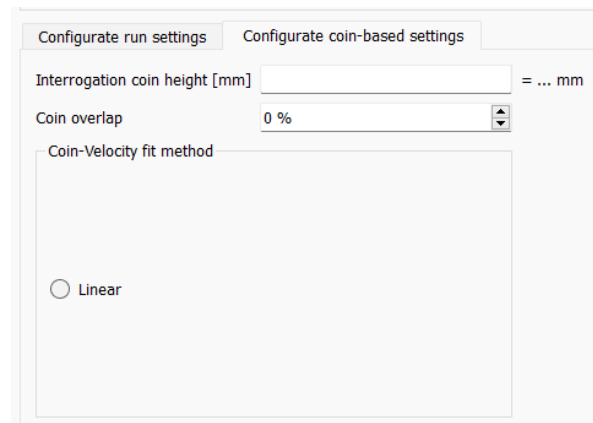 Configurate run settings Configurate coin-based settings
Interrogation coin height [mm] = ... mm
Coin overlap 0 %
Coin-Velocity fit method
Linear